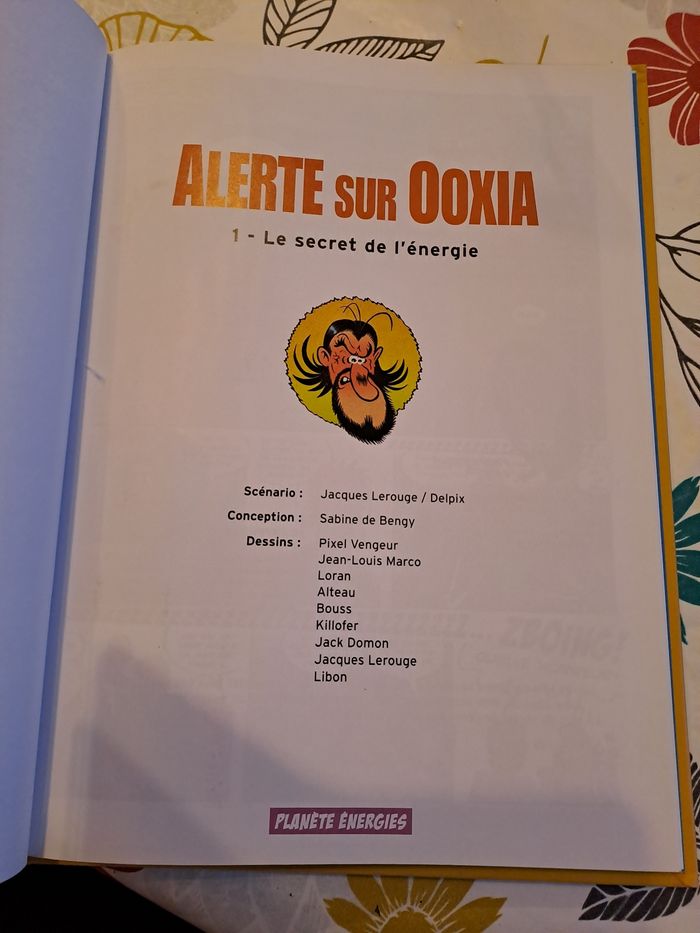 ALERTE SUR OOXIA
1 - Le secret de l'énergie
Scénario : Jacques Lerouge / Delpix
Conception : Sabine de Bengy
Dessins : Pixel Vengeur
Jean-Louis Marco
Loran
Alteau
Bouss
Killofer
Jack Domon
Jacques Lerouge
Libon
... ZBOING!
PLANÈTE ÉNERGIES